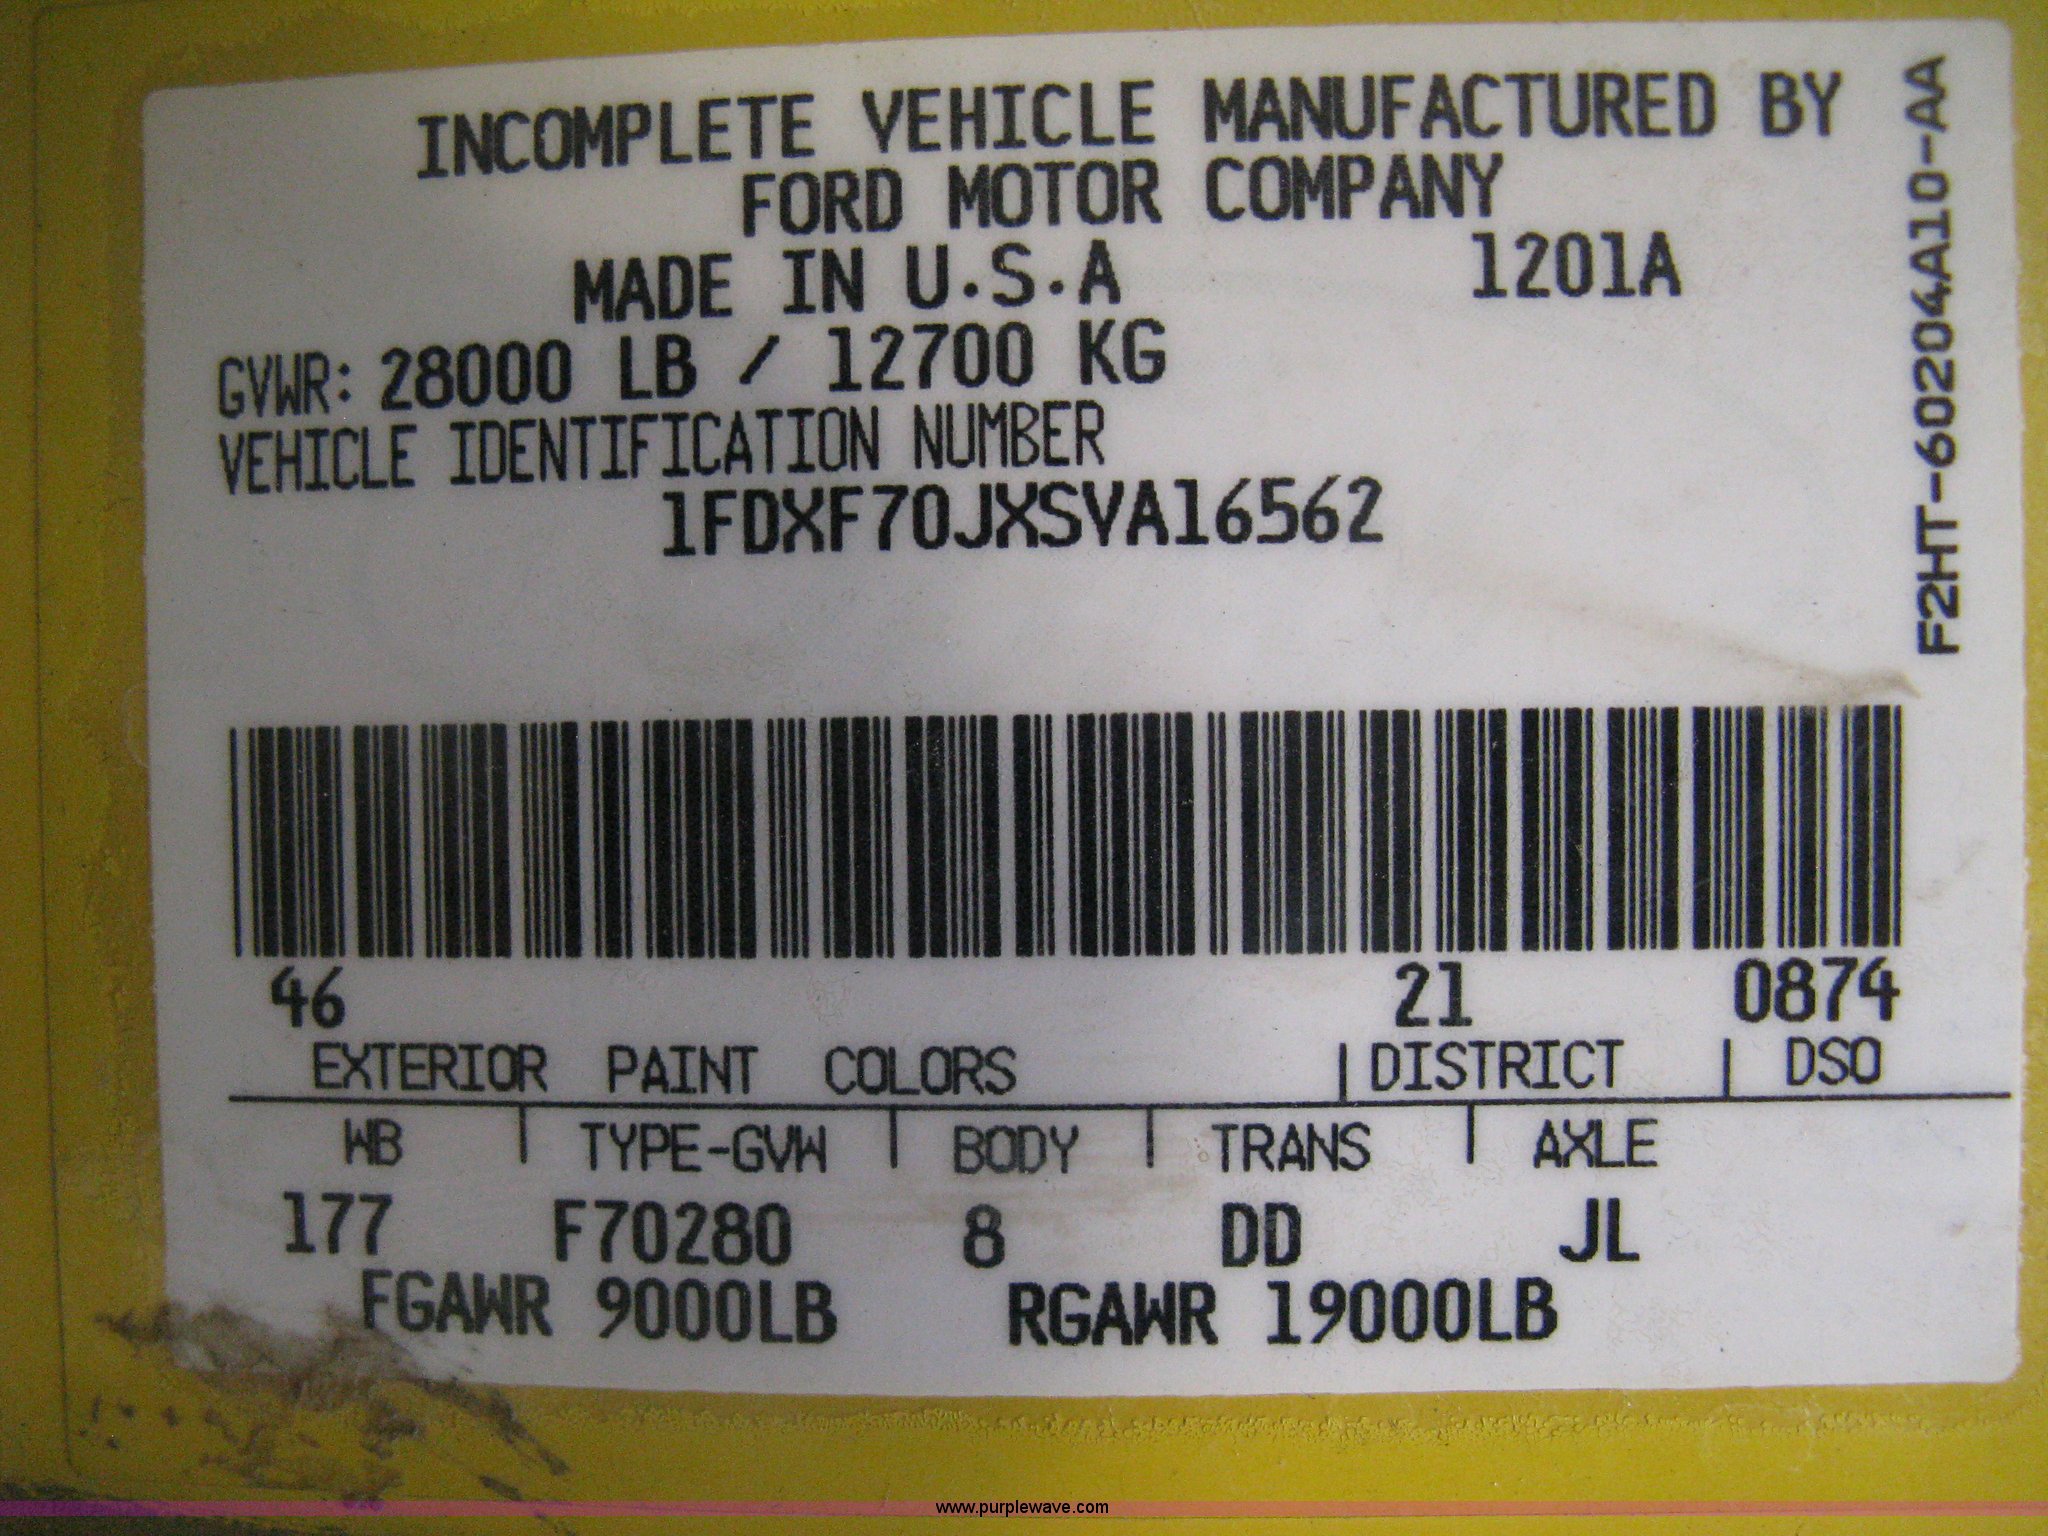 INCOMPLETE VEHICLE MANUFACTURED BY
FORD MOTOR COMPANY
MADE IN U.S.A 1201A
GVWR: 28000 LB / 12700 KG
VEHICLE IDENTIFICATION NUMBER
1FDXF70JXSVA16562
F2HT-60204A10-AA
46 21 0874
EXTERIOR PAINT COLORS | DISTRICT | DSO
WB | TYPE-GVW | BODY | TRANS | AXLE
177 F70280 8 DD JL
FGAWR 9000LB RGAWR 19000LB
www.purplewave.com